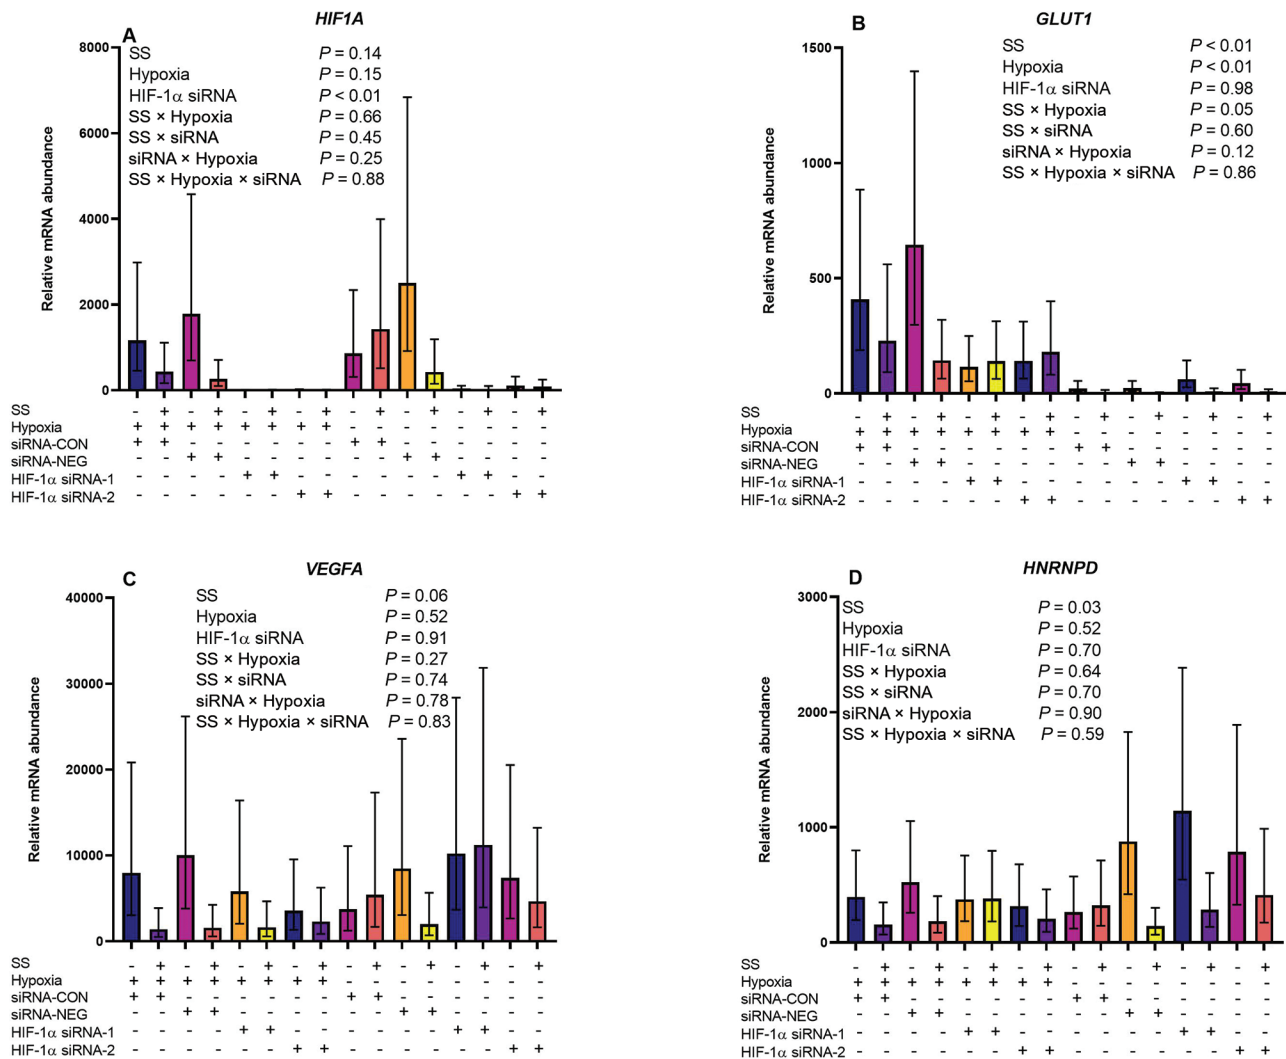 HIF1A
A
SS P = 0.14
Hypoxia P = 0.15
HIF-1α siRNA P < 0.01
SS × Hypoxia P = 0.66
SS × siRNA P = 0.45
siRNA × Hypoxia P = 0.25
SS × Hypoxia × siRNA P = 0.88
Relative mRNA abundance
8000
6000
4000
2000
0
SS - + - + - + - + - + - + - + - +
Hypoxia + + + + + + + + - - - - - - - -
siRNA-CON + + - - - - - - + + - - - - - -
siRNA-NEG - - + + - - - - - - + + - - - -
HIF-1α siRNA-1 - - - - + + - - - - - - + + - -
HIF-1α siRNA-2 - - - - - - + + - - - - - - + +
GLUT1
B
SS P < 0.01
Hypoxia P < 0.01
HIF-1α siRNA P = 0.98
SS × Hypoxia P = 0.05
SS × siRNA P = 0.60
siRNA × Hypoxia P = 0.12
SS × Hypoxia × siRNA P = 0.86
Relative mRNA abundance
1500
1000
500
0
SS - + - + - + - + - + - + - + - +
Hypoxia + + + + + + + + - - - - - - - -
siRNA-CON + + - - - - - - + + - - - - - -
siRNA-NEG - - + + - - - - - - + + - - - -
HIF-1α siRNA-1 - - - - + + - - - - - - + + - -
HIF-1α siRNA-2 - - - - - - + + - - - - - - + +
VEGFA
C
SS P = 0.06
Hypoxia P = 0.52
HIF-1α siRNA P = 0.91
SS × Hypoxia P = 0.27
SS × siRNA P = 0.74
siRNA × Hypoxia P = 0.78
SS × Hypoxia × siRNA P = 0.83
Relative mRNA abundance
40000
30000
20000
10000
0
SS - + - + - + - + - + - + - + - +
Hypoxia + + + + + + + + - - - - - - - -
siRNA-CON + + - - - - - - + + - - - - - -
siRNA-NEG - - + + - - - - - - + + - - - -
HIF-1α siRNA-1 - - - - + + - - - - - - + + - -
HIF-1α siRNA-2 - - - - - - + + - - - - - - + +
HNRNPD
D
SS P = 0.03
Hypoxia P = 0.52
HIF-1α siRNA P = 0.70
SS × Hypoxia P = 0.64
SS × siRNA P = 0.70
siRNA × Hypoxia P = 0.90
SS × Hypoxia × siRNA P = 0.59
Relative mRNA abundance
3000
2000
1000
0
SS - + - + - + - + - + - + - + - +
Hypoxia + + + + + + + + - - - - - - - -
siRNA-CON + + - - - - - - + + - - - - - -
siRNA-NEG - - + + - - - - - - + + - - - -
HIF-1α siRNA-1 - - - - + + - - - - - - + + - -
HIF-1α siRNA-2 - - - - - - + + - - - - - - + +